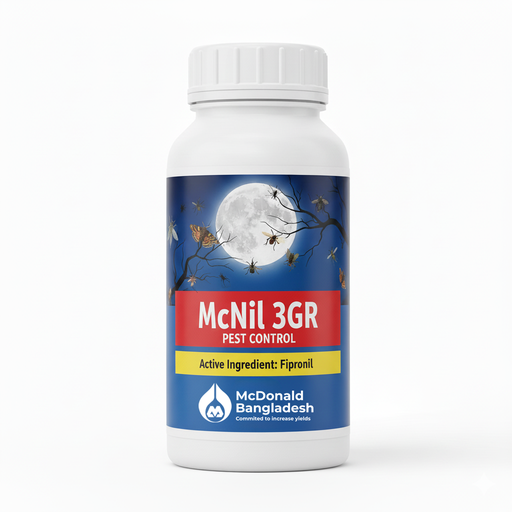 McNil 3GR
PEST CONTROL
Active Ingredient: Fipronil
McDonald
Bangladesh
Commited to increase yields